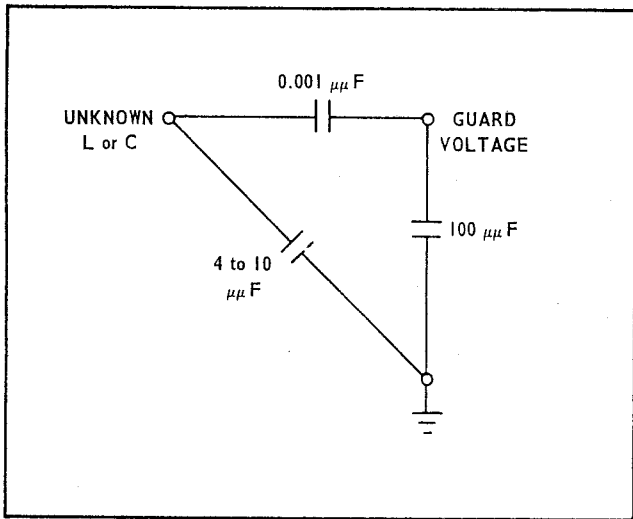 0.001 μμF
UNKNOWN
L or C
GUARD
VOLTAGE
100 μμF
4 to 10
μμF